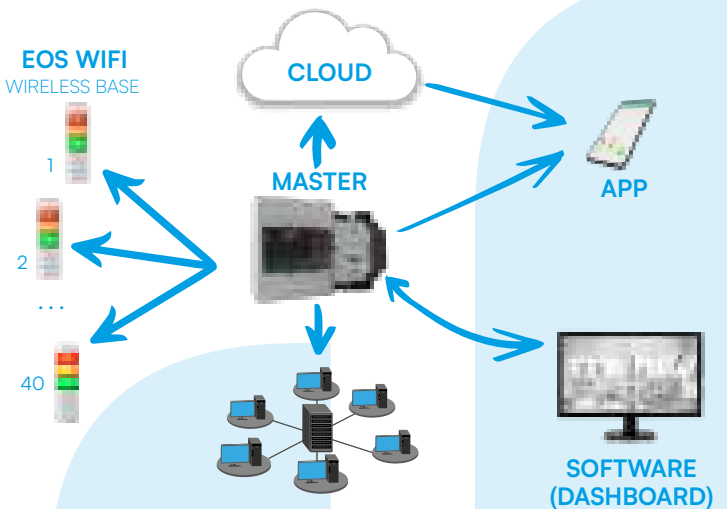 EOS WIFI
WIRELESS BASE
CLOUD
1
MASTER
APP
2
...
40
SOFTWARE
(DASHBOARD)